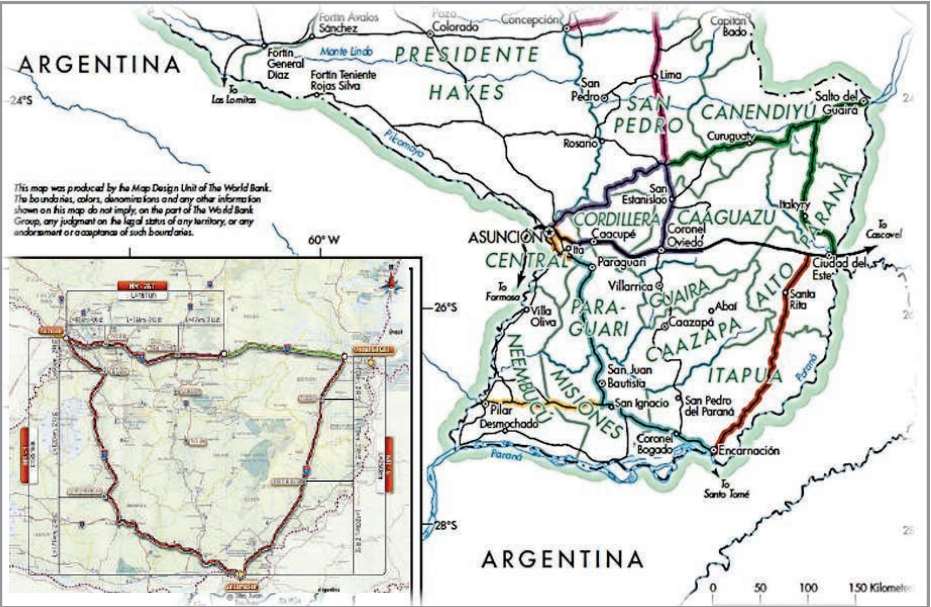 Fortín Avalos
Sánchez
Pozo
Colorado
Concepción
Capitán
Bado
Monte Lindo
PRESIDENTE
HAYES
ARGENTINA
Fortín
General
Díaz
Fortín Teniente
Rojas Silva
To
Las Lomitas
24°S
24
Lima
San
Pedro
SAN
PEDRO
CANENDIYÚ
Salto del
Guairá
Curuguaty
Rosario
Pilcomayo
This map was produced by the Map Design Unit of The World Bank.
The boundaries, colors, denominations and any other information
shown on this map do not imply, on the part of The World Bank
Group, any judgment on the legal status of any territory, or any
endorsement or acceptance of such boundaries.
San
Estanislao
Itakyry
PARANA
CORDILLERA
CAAGUAZU
To
Cascavel
60° W
ASUNCIÓN
Caacupé
Coronel
Oviedo
Ita
CENTRAL
Paraguarí
Ciudad del
Este
ALTO
To
Formosa
Villarrica
GUAIRA
Santa
Rita
26°S
Villa
Oliva
PARA-
GUARI
Abaí
Caazapá
CAAZAPA
ÑEEMBUCU
MISIONES
ITAPUA
Paraná
San Juan
Bautista
San Ignacio
San Pedro
del Paraná
Pilar
Desmochado
Coronel
Bogado
Encarnación
Paraná
To
Santo Tomé
28°S
28
ARGENTINA
0 50 100 150 Kilometer